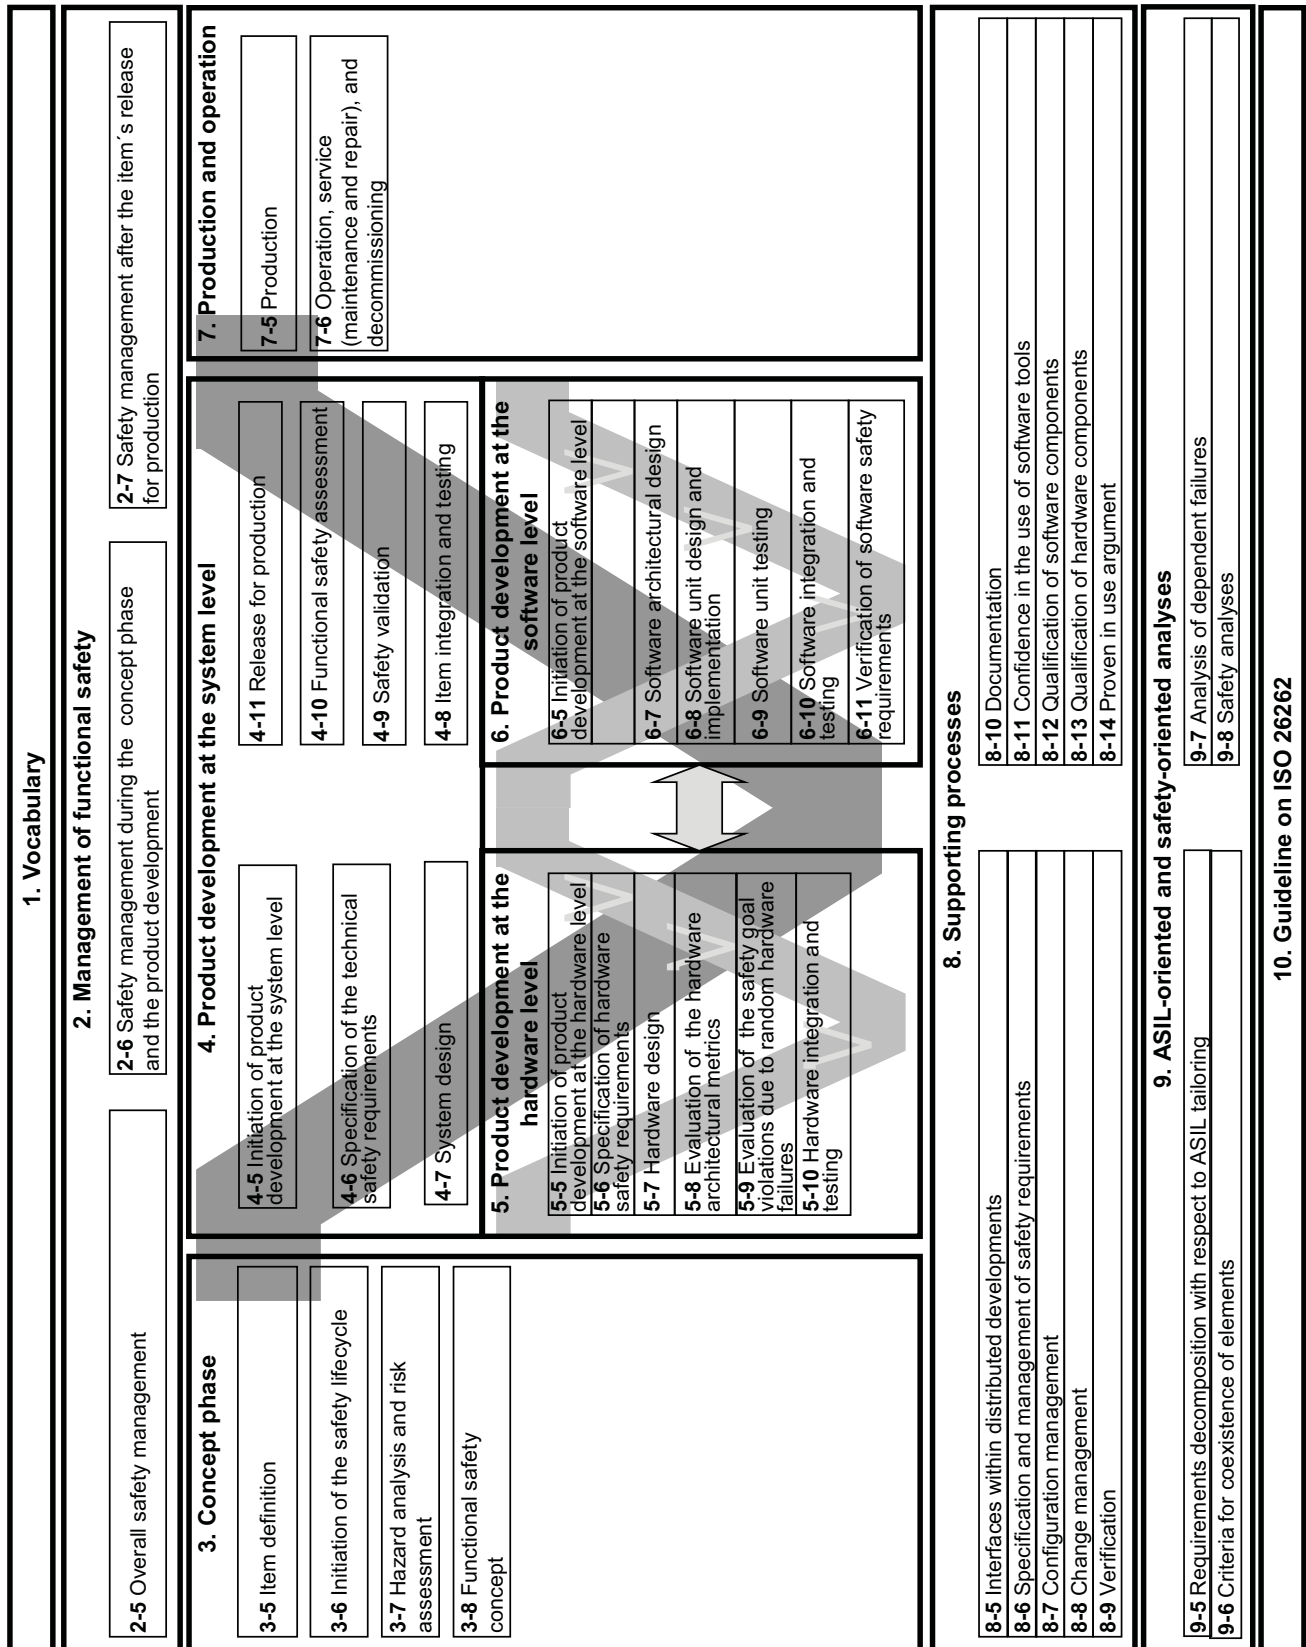 1. Vocabulary
2. Management of functional safety
2-5 Overall safety management
2-6 Safety management during the concept phase
and the product development
2-7 Safety management after the item´s release
for production
3. Concept phase
3-5 Item definition
3-6 Initiation of the safety lifecycle
3-7 Hazard analysis and risk
assessment
3-8 Functional safety
concept
4. Product development at the system level
4-5 Initiation of product
development at the system level
4-6 Specification of the technical
safety requirements
4-7 System design
4-11 Release for production
4-10 Functional safety assessment
4-9 Safety validation
4-8 Item integration and testing
7. Production and operation
7-5 Production
7-6 Operation, service
(maintenance and repair), and
decommissioning
5. Product development at the
hardware level
5-5 Initiation of product
development at the hardware level
5-6 Specification of hardware
safety requirements
5-7 Hardware design
5-8 Evaluation of the hardware
architectural metrics
5-9 Evaluation of the safety goal
violations due to random hardware
failures
5-10 Hardware integration and
testing
6. Product development at the
software level
6-5 Initiation of product
development at the software level
6-7 Software architectural design
6-8 Software unit design and
implementation
6-9 Software unit testing
6-10 Software integration and
testing
6-11 Verification of software safety
requirements
8. Supporting processes
8-5 Interfaces within distributed developments
8-6 Specification and management of safety requirements
8-7 Configuration management
8-8 Change management
8-9 Verification
8-10 Documentation
8-11 Confidence in the use of software tools
8-12 Qualification of software components
8-13 Qualification of hardware components
8-14 Proven in use argument
9. ASIL-oriented and safety-oriented analyses
9-5 Requirements decomposition with respect to ASIL tailoring
9-6 Criteria for coexistence of elements
9-7 Analysis of dependent failures
9-8 Safety analyses
10. Guideline on ISO 26262